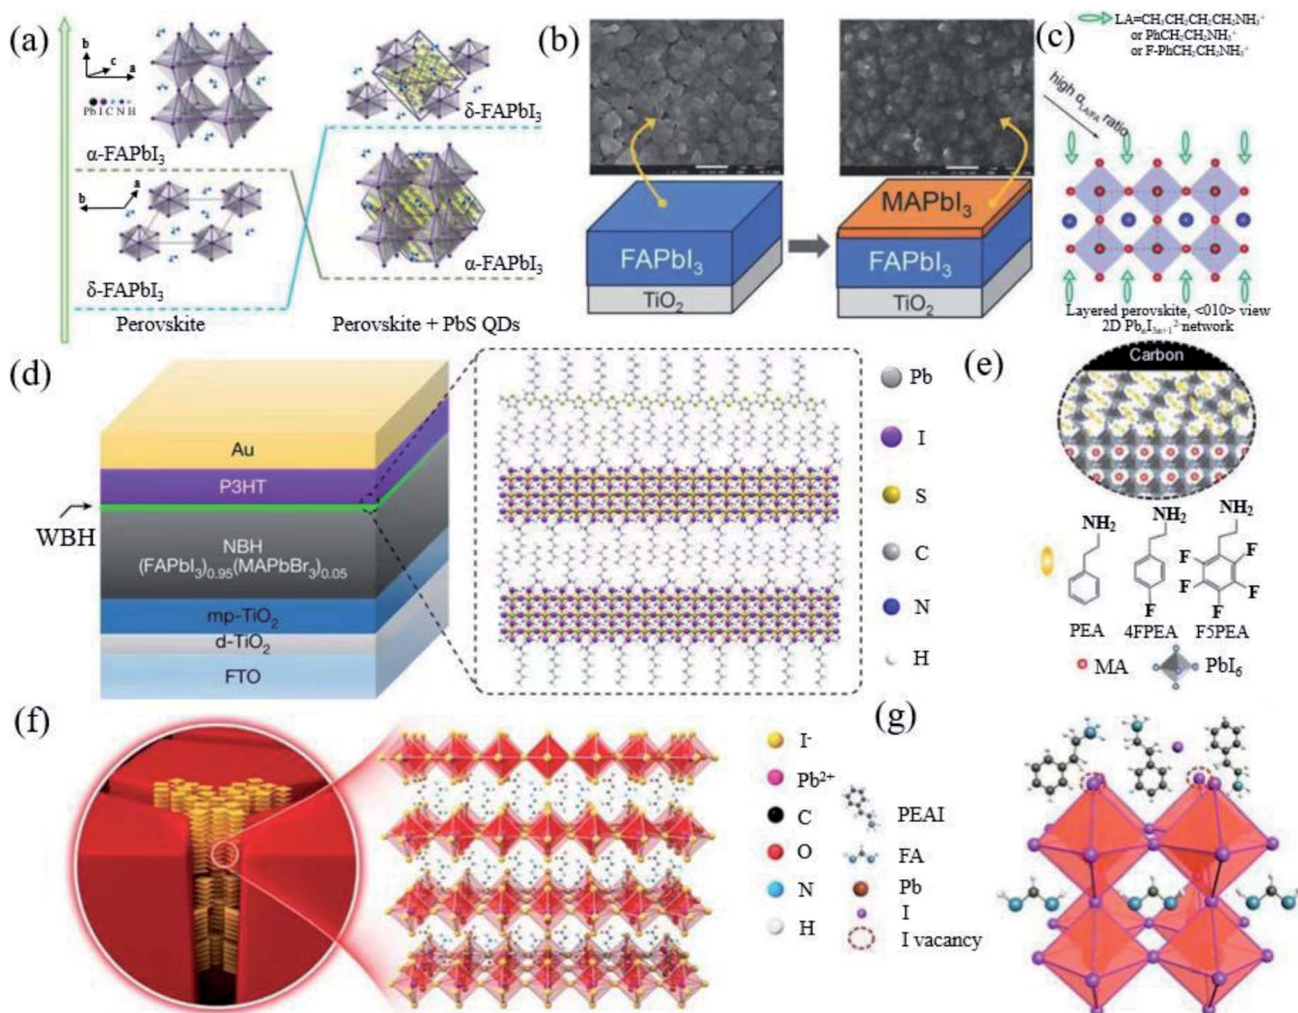 (a)
b
c
a
Pb I C N H
α-FAPbI₃
b
a
δ-FAPbI₃
Perovskite
δ-FAPbI₃
α-FAPbI₃
Perovskite + PbS QDs
(b)
FAPbI₃
TiO₂
MAPbI₃
FAPbI₃
TiO₂
(c)
LA=CH₃CH₂CH₂CH₂NH₃⁺
or PhCH₂CH₂NH₃⁺
or F-PhCH₂CH₂NH₃⁺
high α_LA/FA ratio
Layered perovskite, <010> view
2D PbₙI₃ₙ₊₁²⁻ network
(d)
Au
P3HT
WBH
NBH
(FAPbI₃)₀.₉₅(MAPbBr₃)₀.₀₅
mp-TiO₂
d-TiO₂
FTO
Pb
I
S
C
N
H
(e)
Carbon
NH₂
NH₂
NH₂
F
F
F
F
F
F
PEA
4FPEA
F5PEA
MA
PbI₆
(f)
I⁻
Pb²⁺
C
O
N
H
(g)
PEAI
FA
Pb
I
I vacancy